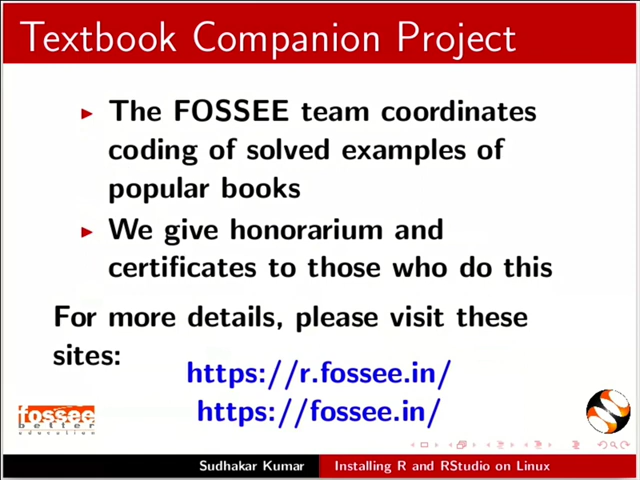 Textbook Companion Project
The FOSSEE team coordinates
coding of solved examples of
popular books
We give honorarium and
certificates to those who do this
For more details, please visit these
sites:
https://r.fossee.in/
https://fossee.in/
fossee
better
education
Sudhakar Kumar
Installing R and RStudio on Linux